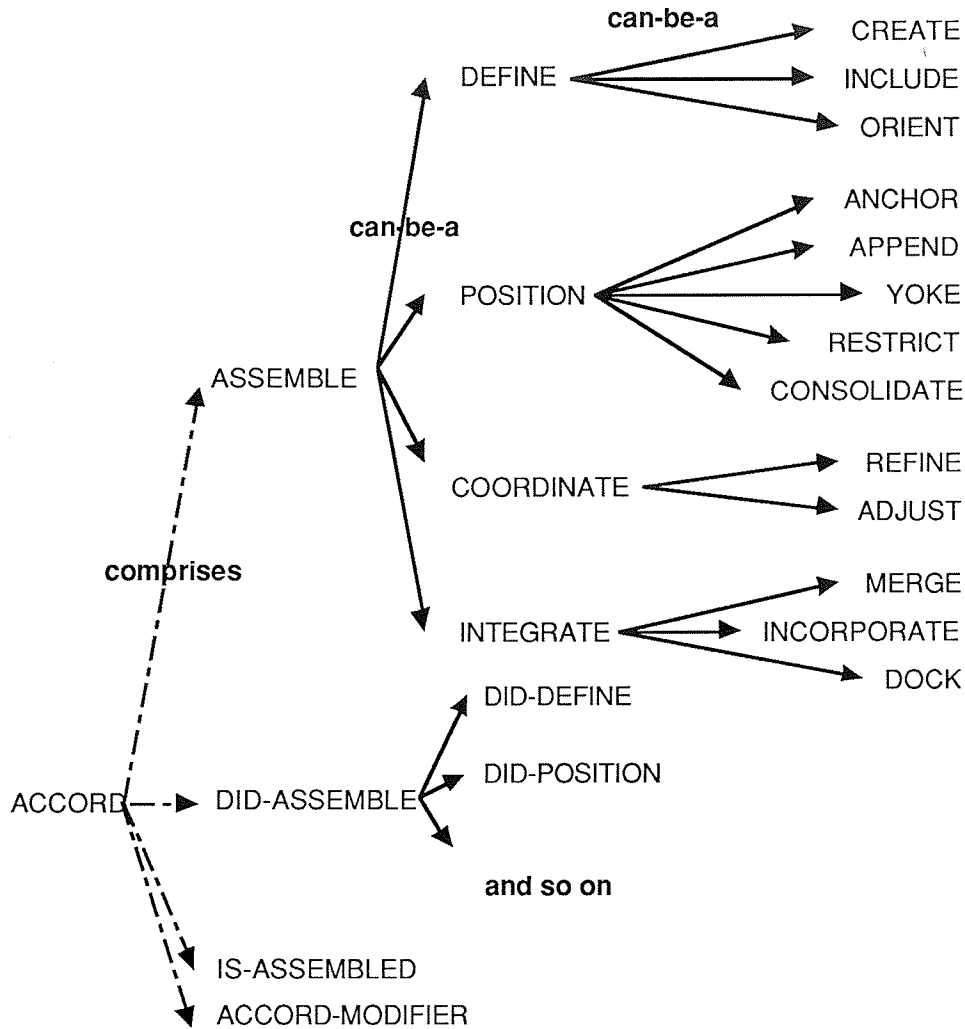 can-be-a
CREATE
DEFINE
INCLUDE
ORIENT
ANCHOR
can-be-a
APPEND
POSITION
YOKE
RESTRICT
ASSEMBLE
CONSOLIDATE
REFINE
COORDINATE
ADJUST
comprises
MERGE
INTEGRATE
INCORPORATE
DOCK
DID-DEFINE
DID-POSITION
ACCORD
DID-ASSEMBLE
and so on
IS-ASSEMBLED
ACCORD-MODIFIER